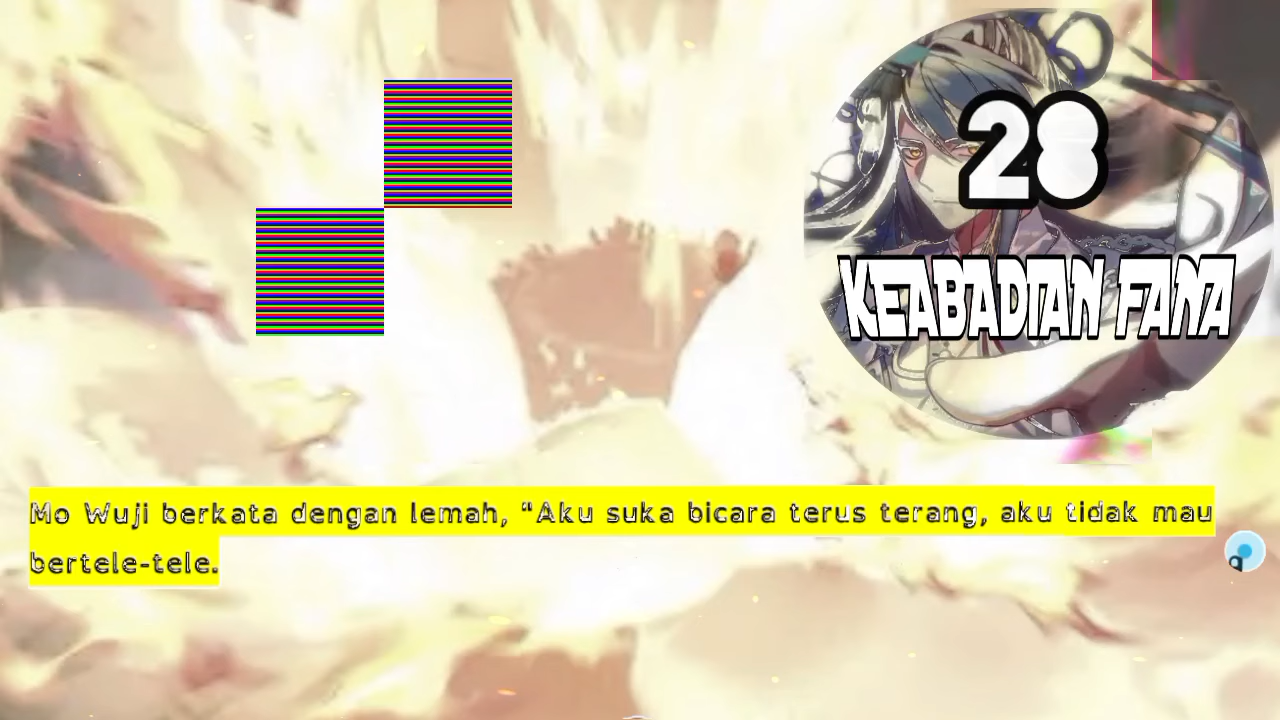 28
KEABADIAN FANA
Mo Wuji berkata dengan lemah, "Aku suka bicara terus terang, aku tidak mau
bertele-tele.